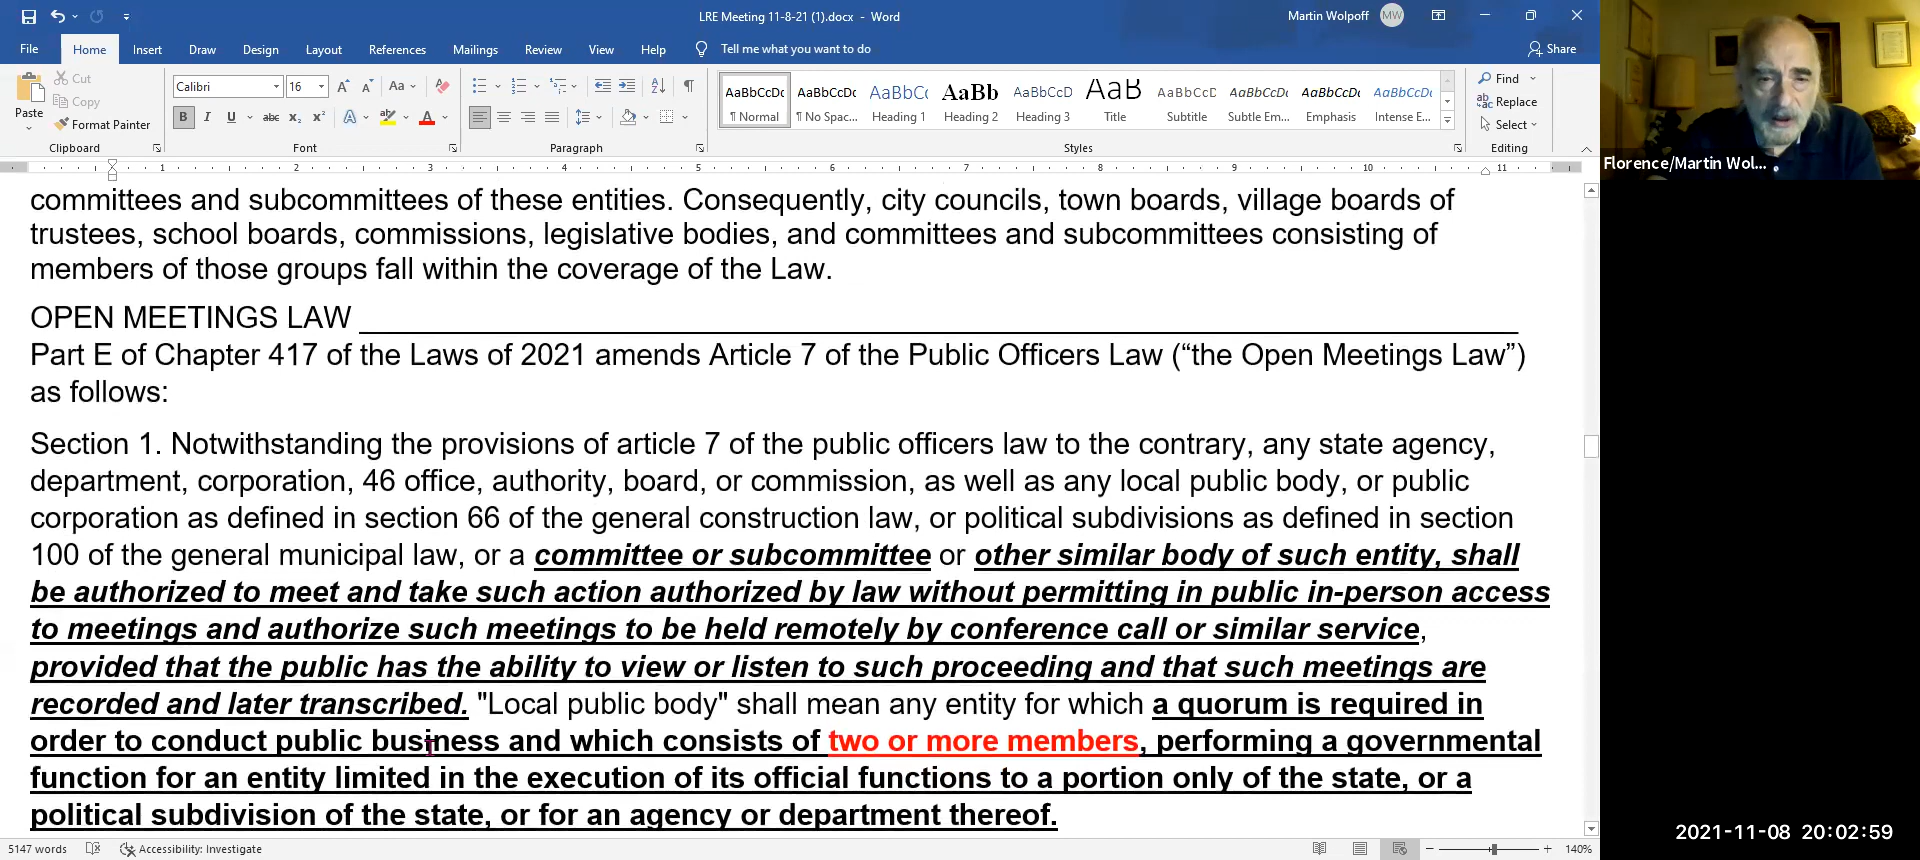 LRE Meeting 11-8-21 (1).docx - Word
Martin Wolpoff MW
File Home Insert Draw Design Layout References Mailings Review View Help Tell me what you want to do Share
Paste
Cut
Copy
Format Painter
Clipboard
Calibri 16
Font
Paragraph
AaBbCcDc AaBbCcDc AaBbC AaBb AaBbCcD AaB AaBbCcD AaBbCcDc AaBbCcDc AaBbCcDc
¶ Normal ¶ No Spac... Heading 1 Heading 2 Heading 3 Title Subtitle Subtle Em... Emphasis Intense E...
Styles
Find
Replace
Select
Editing
1 2 3 4 5 6 7 8 9 10 11
Florence/Martin Wol...
committees and subcommittees of these entities. Consequently, city councils, town boards, village boards of
trustees, school boards, commissions, legislative bodies, and committees and subcommittees consisting of
members of those groups fall within the coverage of the Law.
OPEN MEETINGS LAW
Part E of Chapter 417 of the Laws of 2021 amends Article 7 of the Public Officers Law (“the Open Meetings Law”)
as follows:
Section 1. Notwithstanding the provisions of article 7 of the public officers law to the contrary, any state agency,
department, corporation, 46 office, authority, board, or commission, as well as any local public body, or public
corporation as defined in section 66 of the general construction law, or political subdivisions as defined in section
100 of the general municipal law, or a committee or subcommittee or other similar body of such entity, shall
be authorized to meet and take such action authorized by law without permitting in public in-person access
to meetings and authorize such meetings to be held remotely by conference call or similar service,
provided that the public has the ability to view or listen to such proceeding and that such meetings are
recorded and later transcribed. "Local public body" shall mean any entity for which a quorum is required in
order to conduct public business and which consists of two or more members, performing a governmental
function for an entity limited in the execution of its official functions to a portion only of the state, or a
political subdivision of the state, or for an agency or department thereof.
5147 words Accessibility: Investigate 140%
2021-11-08 20:02:59